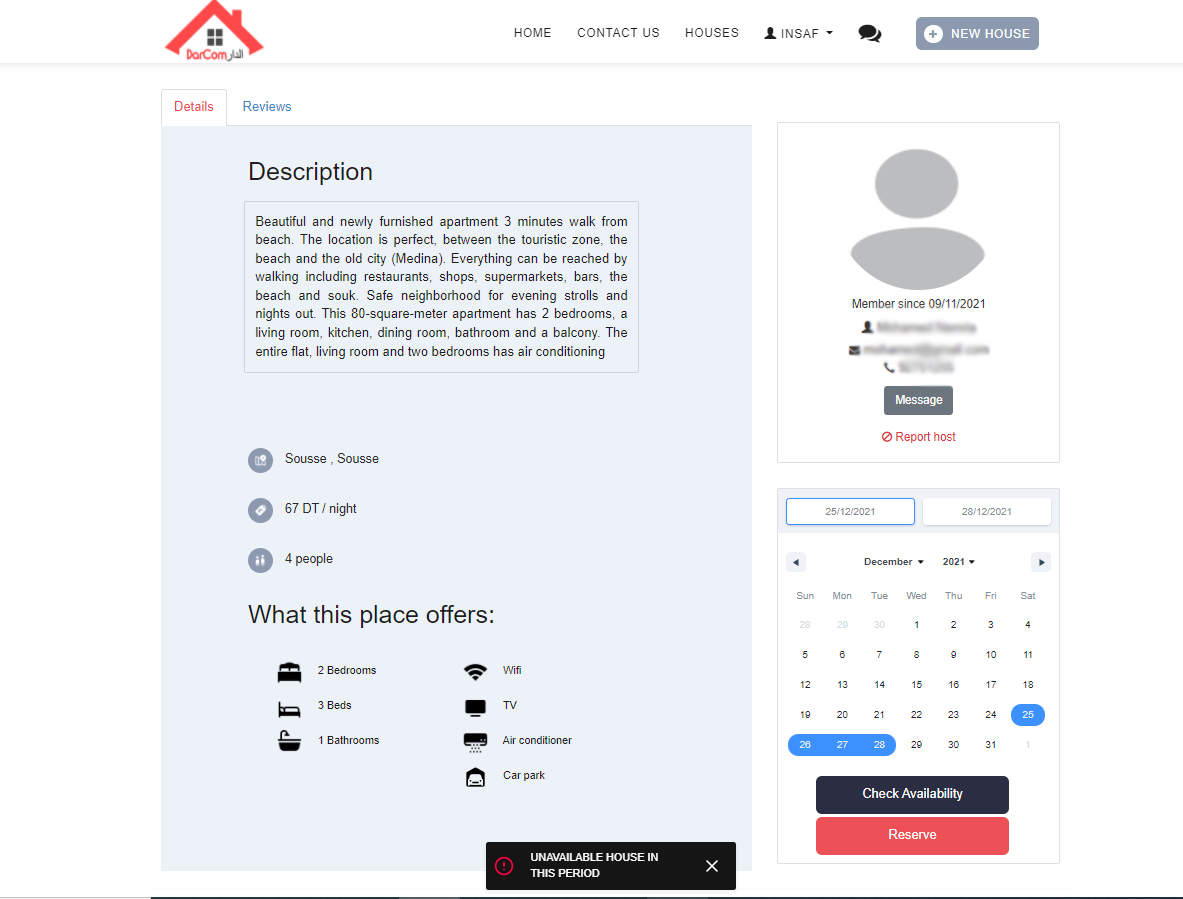 DarCom الدار
HOME CONTACT US HOUSES INSAF NEW HOUSE
Details Reviews
Description
Beautiful and newly furnished apartment 3 minutes walk from
beach. The location is perfect, between the touristic zone, the
beach and the old city (Medina). Everything can be reached by
walking including restaurants, shops, supermarkets, bars, the
beach and souk. Safe neighborhood for evening strolls and
nights out. This 80-square-meter apartment has 2 bedrooms, a
living room, kitchen, dining room, bathroom and a balcony. The
entire flat, living room and two bedrooms has air conditioning
Sousse , Sousse
67 DT / night
4 people
What this place offers:
2 Bedrooms
3 Beds
1 Bathrooms
Wifi
TV
Air conditioner
Car park
Member since 09/11/2021
Message
Report host
25/12/2021 28/12/2021
December 2021
Sun Mon Tue Wed Thu Fri Sat
28 29 30 1 2 3 4
5 6 7 8 9 10 11
12 13 14 15 16 17 18
19 20 21 22 23 24 25
26 27 28 29 30 31 1
Check Availability
Reserve
UNAVAILABLE HOUSE IN
THIS PERIOD